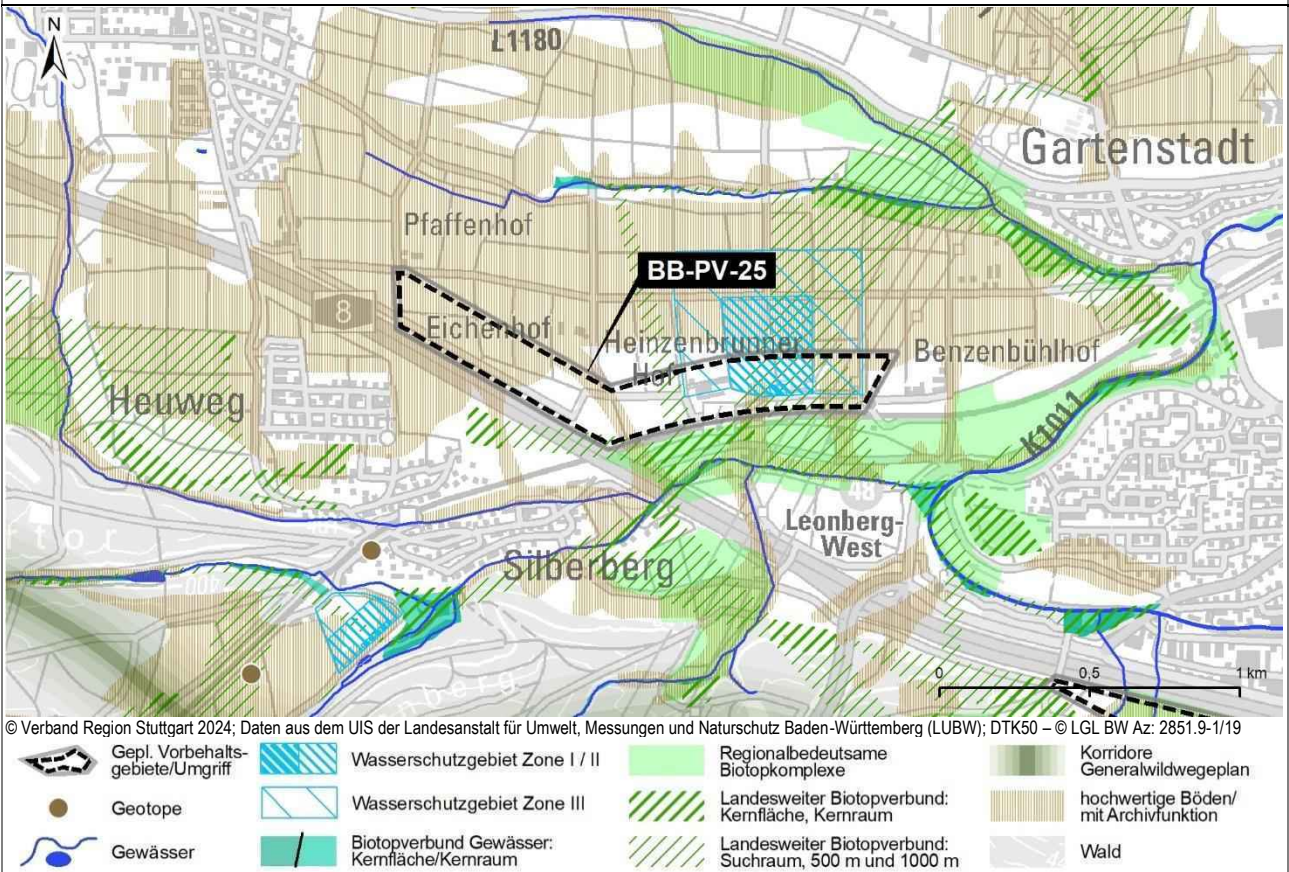 N
L1180
Gartenstadt
Pfaffenhof
BB-PV-25
8
Eichenhof
Heinzenbrunner
Hof
Benzenbühlhof
Heuweg
K1011
48
Leonberg-
West
Silberberg
400
berg
0
0,5
1 km
© Verband Region Stuttgart 2024; Daten aus dem UIS der Landesanstalt für Umwelt, Messungen und Naturschutz Baden-Württemberg (LUBW); DTK50 – © LGL BW Az: 2851.9-1/19
Gepl. Vorbehalts-
gebiete/Umgriff
Wasserschutzgebiet Zone I / II
Regionalbedeutsame
Biotopkomplexe
Korridore
Generalwildwegeplan
Geotope
Wasserschutzgebiet Zone III
Landesweiter Biotopverbund:
Kernfläche, Kernraum
hochwertige Böden/
mit Archivfunktion
Gewässer
Biotopverbund Gewässer:
Kernfläche/Kernraum
Landesweiter Biotopverbund:
Suchraum, 500 m und 1000 m
Wald